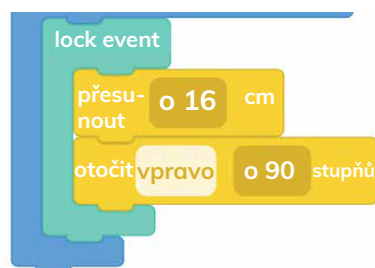 lock event
přesu-
nout o 16 cm
otočit vpravo o 90 stupňů